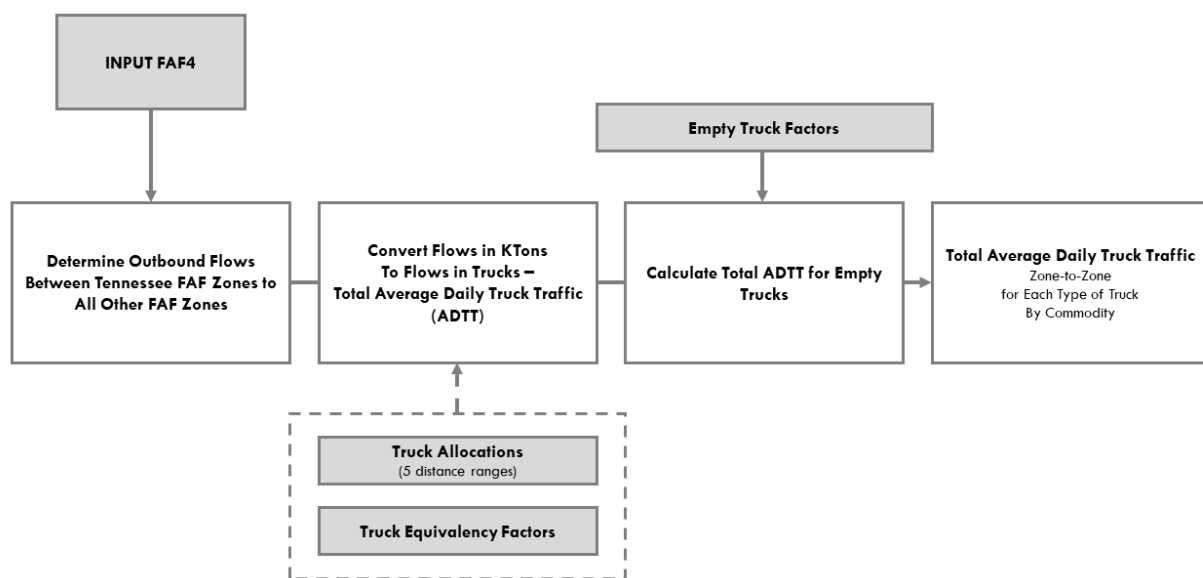 INPUT FAF4
Empty Truck Factors
Determine Outbound Flows
Between Tennessee FAF Zones to
All Other FAF Zones
Convert Flows in KTons
To Flows in Trucks –
Total Average Daily Truck Traffic
(ADTT)
Calculate Total ADTT for Empty
Trucks
Total Average Daily Truck Traffic
Zone-to-Zone
for Each Type of Truck
By Commodity
Truck Allocations
(5 distance ranges)
Truck Equivalency Factors